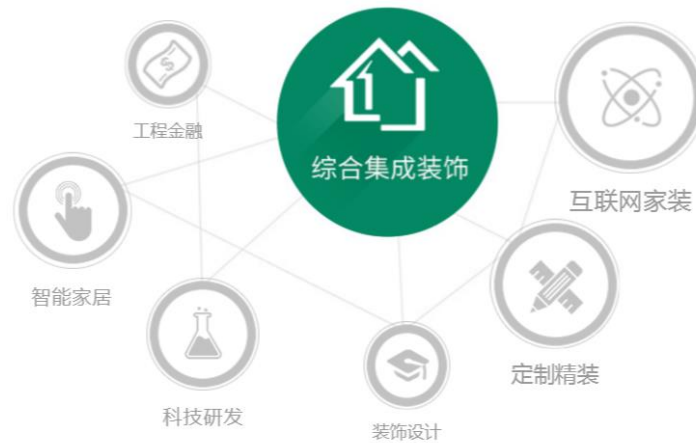 工程金融
综合集成装饰
互联网家装
智能家居
定制精装
科技研发
装饰设计